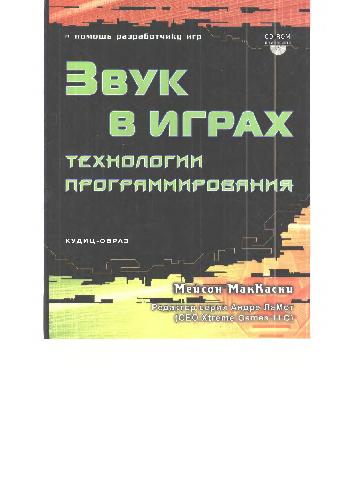 В помощь разработчику игр
CD-ROM
Звук
в играх
технологии
программирования
КУДИЦ-ОБРАЗ
Мейсон МакКаски
Редактор серии Андре ЛаМот
(CEO Xtreme Games LLC)